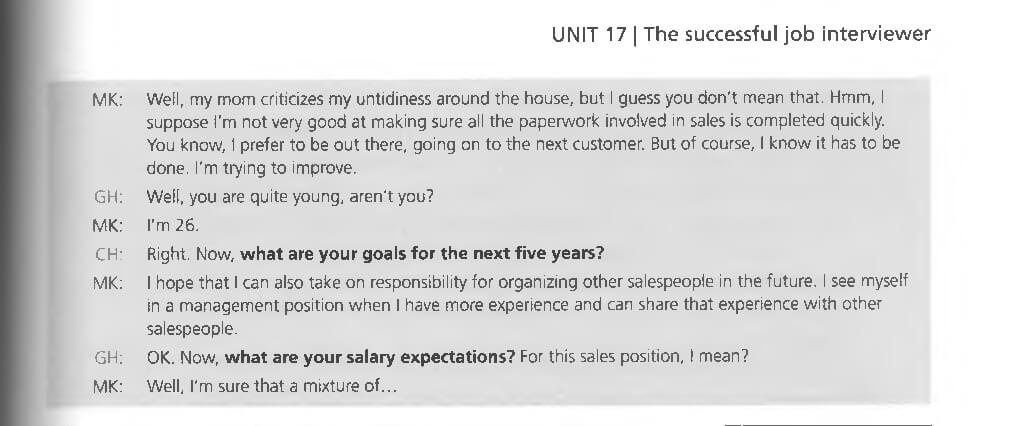 UNIT 17 | The successful job interviewer
MK: Well, my mom criticizes my untidiness around the house, but I guess you don't mean that. Hmm, I
suppose I'm not very good at making sure all the paperwork involved in sales is completed quickly.
You know, I prefer to be out there, going on to the next customer. But of course, I know it has to be
done. I'm trying to improve.
GH: Well, you are quite young, aren't you?
MK: I'm 26.
CH: Right. Now, what are your goals for the next five years?
MK: I hope that I can also take on responsibility for organizing other salespeople in the future. I see myself
in a management position when I have more experience and can share that experience with other
salespeople.
GH: OK. Now, what are your salary expectations? For this sales position, I mean?
MK: Well, I'm sure that a mixture of...